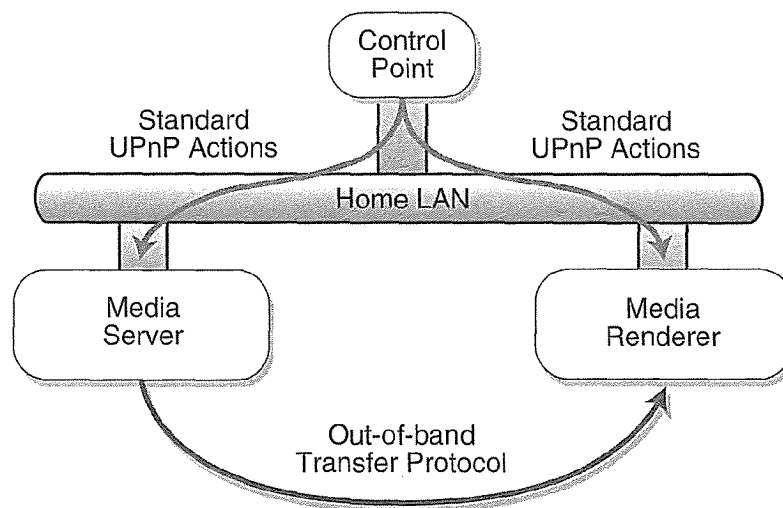 Control
Point
Standard
UPnP Actions
Standard
UPnP Actions
Home LAN
Media
Server
Media
Renderer
Out-of-band
Transfer Protocol